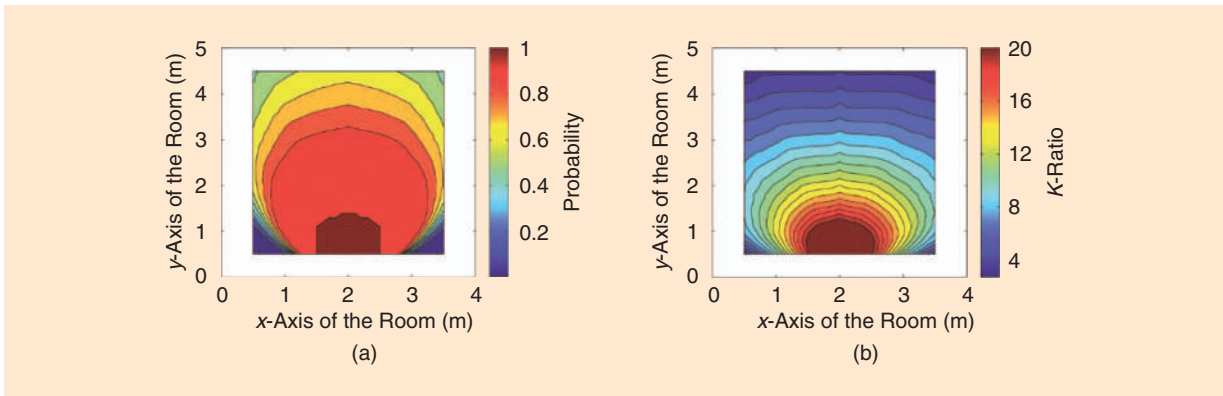 5
4
3
2
1
0
0 1 2 3 4
y-Axis of the Room (m)
x-Axis of the Room (m)
(a)
1
0.8
0.6
0.4
0.2
Probability
5
4
3
2
1
0
0 1 2 3 4
y-Axis of the Room (m)
x-Axis of the Room (m)
(b)
20
16
12
8
4
K-Ratio